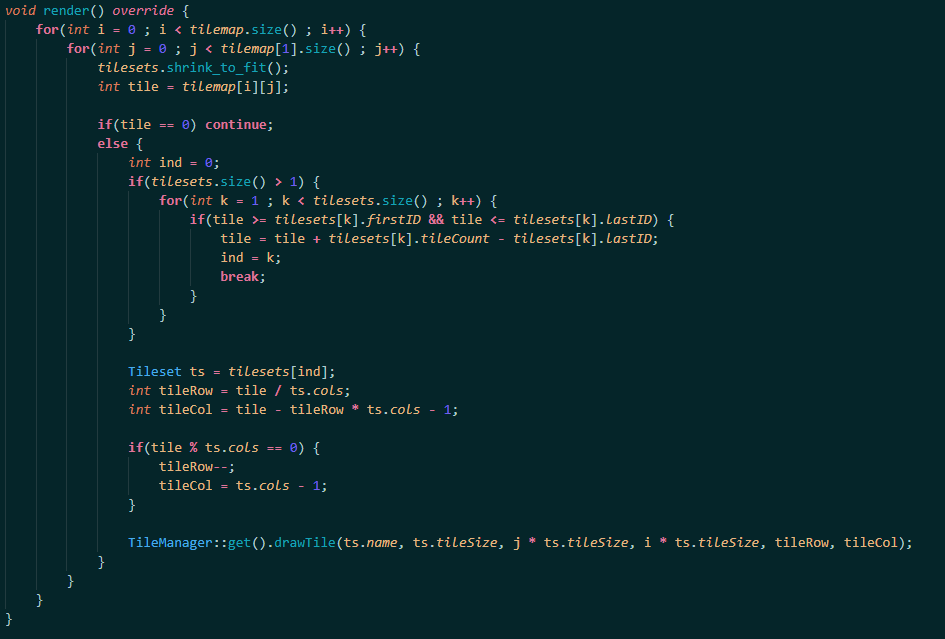 void render() override {
    for(int i = 0 ; i < tilemap.size() ; i++) {
        for(int j = 0 ; j < tilemap[1].size() ; j++) {
            tilesets.shrink_to_fit();
            int tile = tilemap[i][j];

            if(tile == 0) continue;
            else {
                int ind = 0;
                if(tilesets.size() > 1) {
                    for(int k = 1 ; k < tilesets.size() ; k++) {
                        if(tile >= tilesets[k].firstID && tile <= tilesets[k].lastID) {
                            tile = tile + tilesets[k].tileCount - tilesets[k].lastID;
                            ind = k;
                            break;
                        }
                    }
                }

                Tileset ts = tilesets[ind];
                int tileRow = tile / ts.cols;
                int tileCol = tile - tileRow * ts.cols - 1;

                if(tile % ts.cols == 0) {
                    tileRow--;
                    tileCol = ts.cols - 1;
                }

                TileManager::get().drawTile(ts.name, ts.tileSize, j * ts.tileSize, i * ts.tileSize, tileRow, tileCol);
            }
        }
    }
}